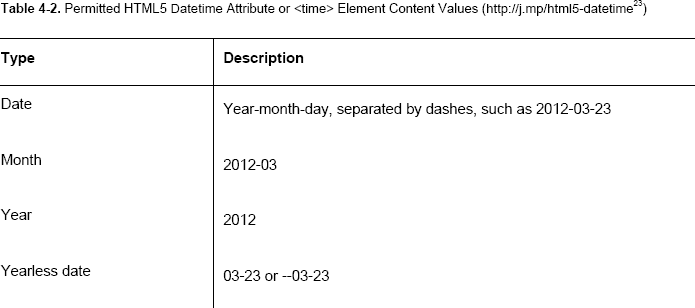 Table 4-2. Permitted HTML5 Datetime Attribute or <time> Element Content Values (http://j.mp/html5-datetime23)
Type Description
Date Year-month-day, separated by dashes, such as 2012-03-23
Month 2012-03
Year 2012
Yearless date 03-23 or --03-23